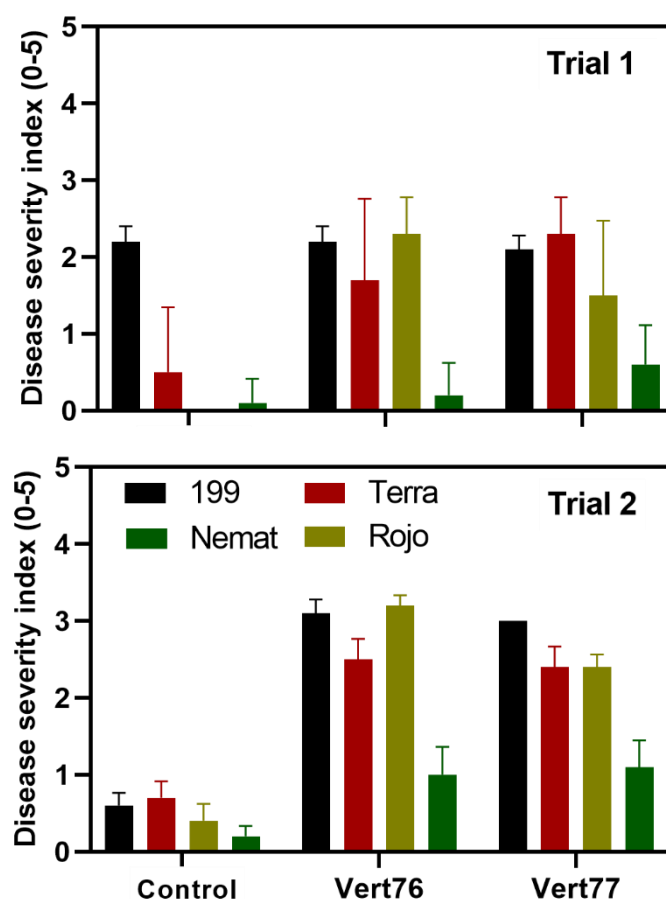 Disease severity index (0-5)
5
4
3
2
1
0
Trial 1
Disease severity index (0-5)
5
4
3
2
1
0
199
Terra
Nemat
Rojo
Trial 2
Control
Vert76
Vert77